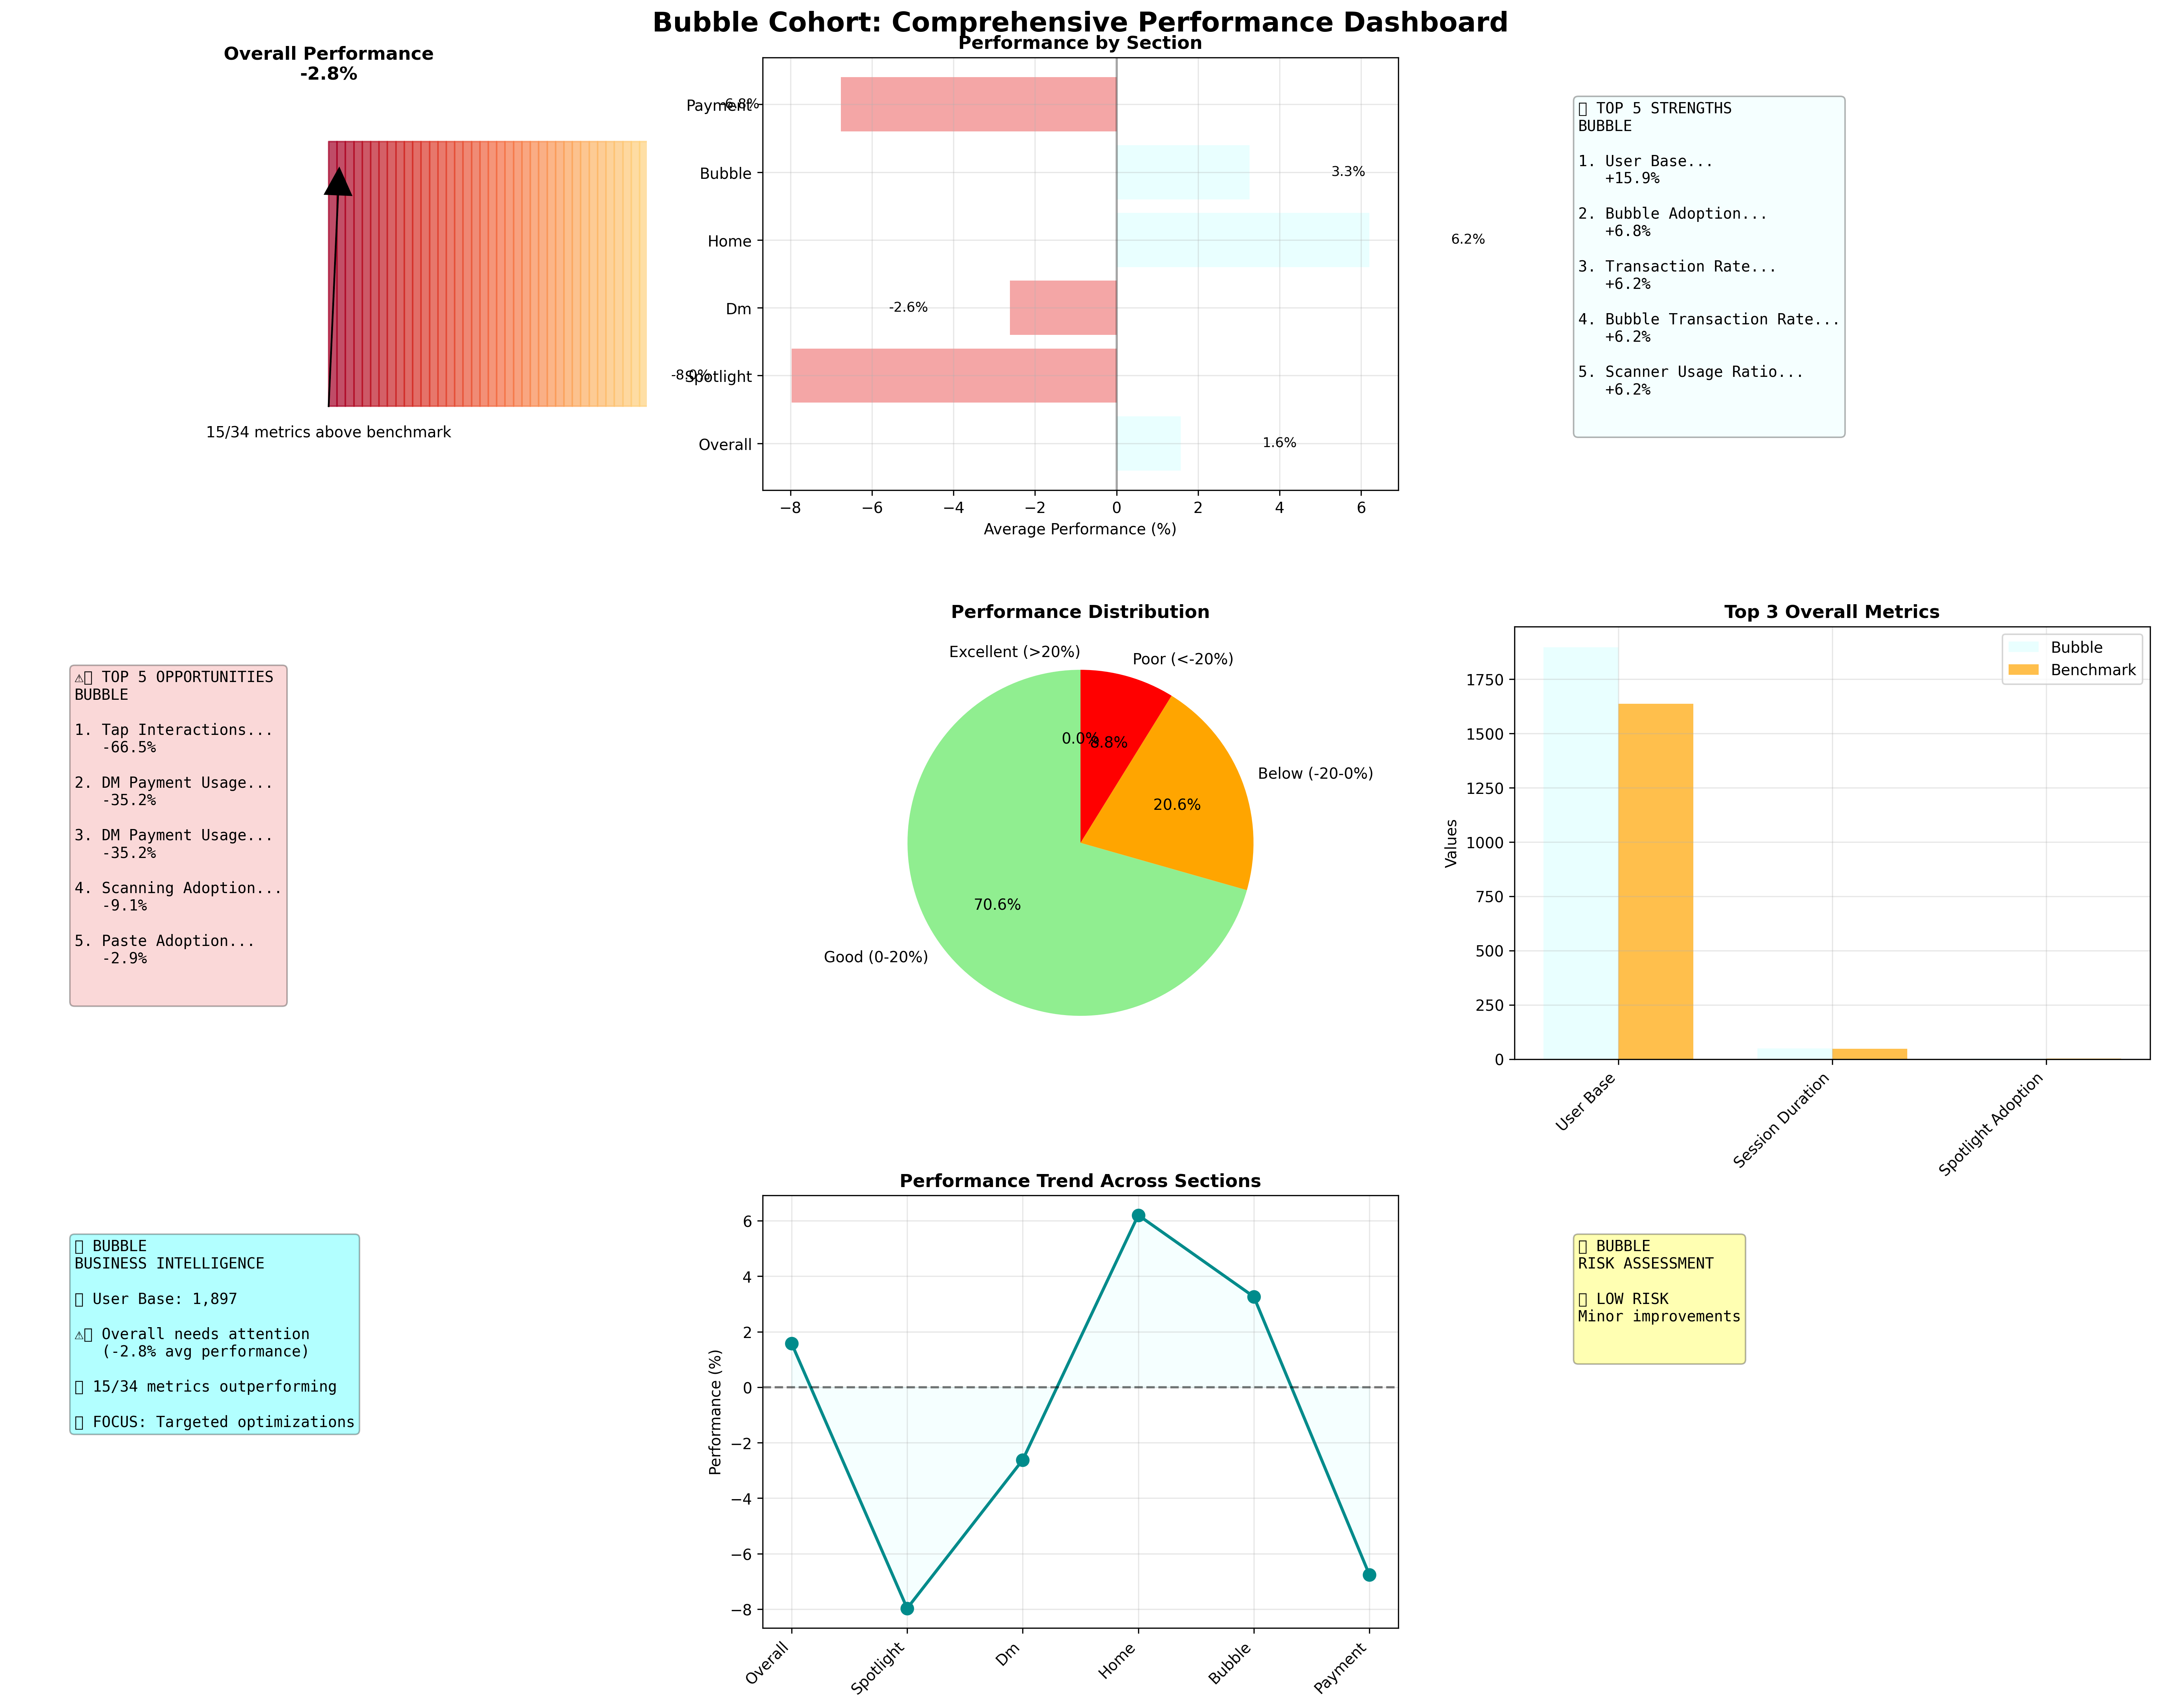 Bubble Cohort: Comprehensive Performance Dashboard
Overall Performance
-2.8%
15/34 metrics above benchmark
Performance by Section
Payment
-6.8%
Bubble
3.3%
Home
6.2%
Dm
-2.6%
Spotlight
-8.0%
Overall
1.6%
−8 −6 −4 −2 0 2 4 6
Average Performance (%)
TOP 5 STRENGTHS
BUBBLE
1. User Base...
+15.9%
2. Bubble Adoption...
+6.8%
3. Transaction Rate...
+6.2%
4. Bubble Transaction Rate...
+6.2%
5. Scanner Usage Ratio...
+6.2%
⚠ TOP 5 OPPORTUNITIES
BUBBLE
1. Tap Interactions...
-66.5%
2. DM Payment Usage...
-35.2%
3. DM Payment Usage...
-35.2%
4. Scanning Adoption...
-9.1%
5. Paste Adoption...
-2.9%
Performance Distribution
Excellent (>20%)
Poor (<-20%)
0.0%
8.8%
Below (-20-0%)
20.6%
70.6%
Good (0-20%)
Top 3 Overall Metrics
Bubble
Benchmark
1750
1500
1250
1000
750
500
250
0
Values
User Base
Session Duration
Spotlight Adoption
BUBBLE
BUSINESS INTELLIGENCE
User Base: 1,897
⚠ Overall needs attention
(-2.8% avg performance)
15/34 metrics outperforming
FOCUS: Targeted optimizations
Performance Trend Across Sections
6
4
2
0
−2
−4
−6
−8
Performance (%)
Overall
Spotlight
Dm
Home
Bubble
Payment
BUBBLE
RISK ASSESSMENT
LOW RISK
Minor improvements